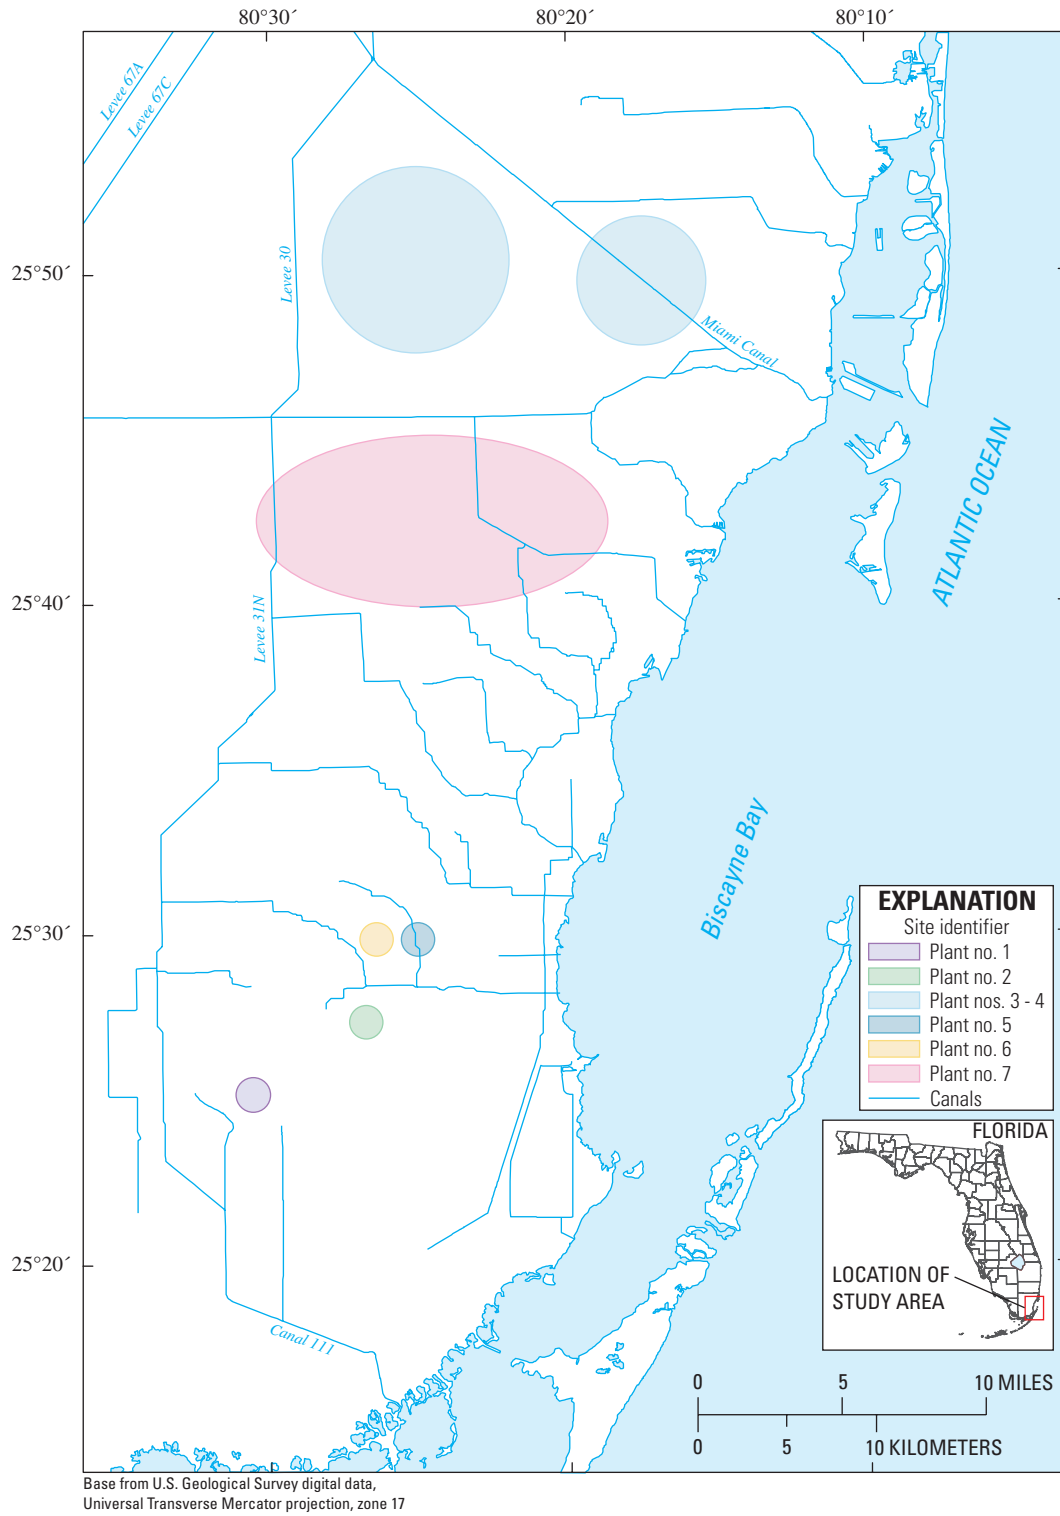 80°30´
80°20´
80°10´
Levee 67A
Levee 67C
Levee 30
25°50´
Miami Canal
ATLANTIC OCEAN
25°40´
Levee 31N
Biscayne Bay
25°30´
EXPLANATION
Site identifier
Plant no. 1
Plant no. 2
Plant nos. 3 - 4
Plant no. 5
Plant no. 6
Plant no. 7
Canals
FLORIDA
LOCATION OF
STUDY AREA
25°20´
Canal 111
0 5 10 MILES
0 5 10 KILOMETERS
Base from U.S. Geological Survey digital data,
Universal Transverse Mercator projection, zone 17